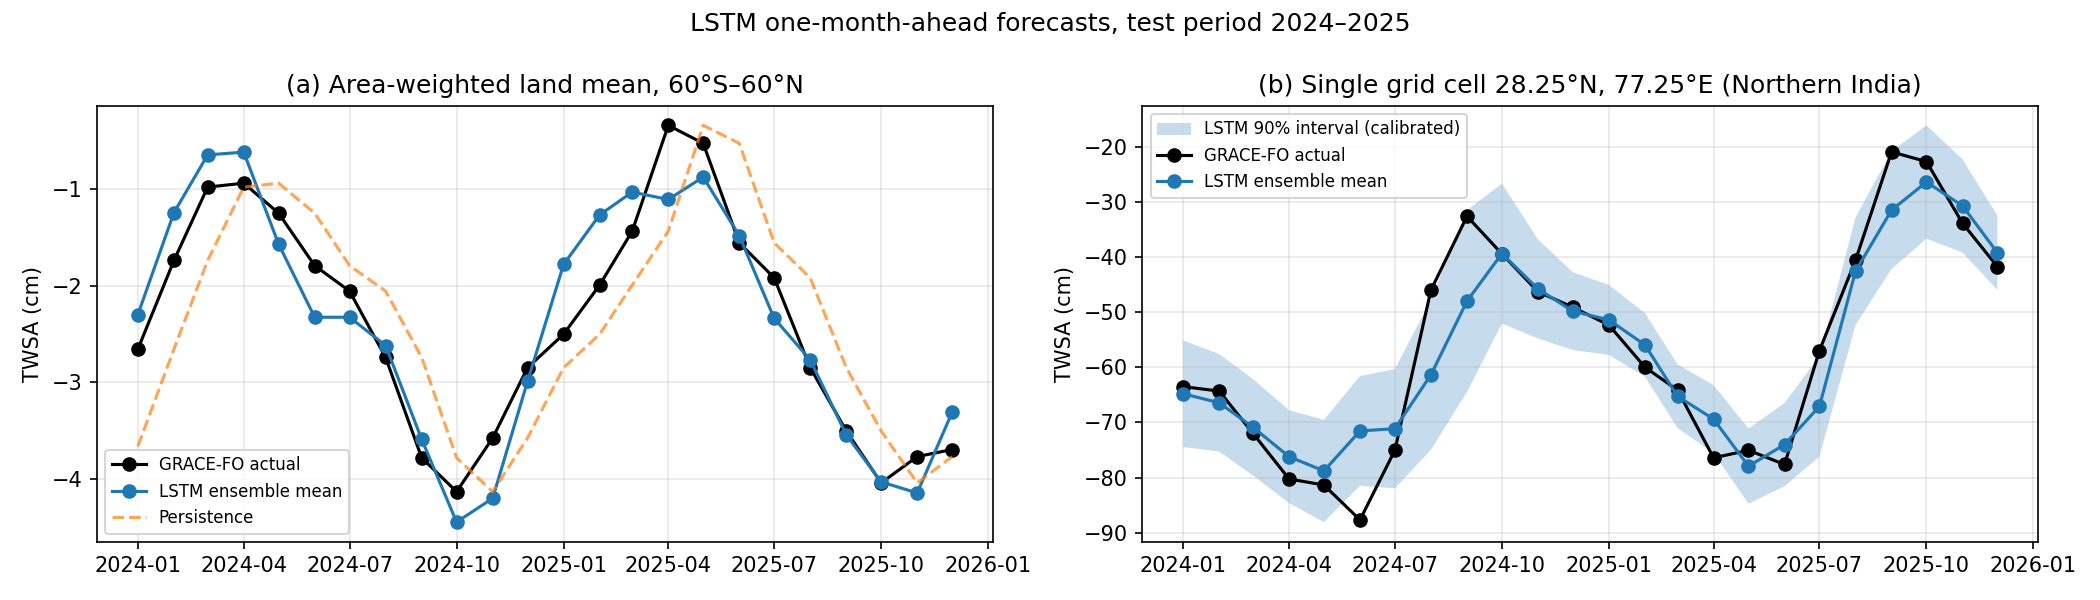 LSTM one-month-ahead forecasts, test period 2024–2025
(a) Area-weighted land mean, 60°S–60°N
TWSA (cm)
−1
−2
−3
−4
GRACE-FO actual
LSTM ensemble mean
Persistence
2024-01 2024-04 2024-07 2024-10 2025-01 2025-04 2025-07 2025-10 2026-01
(b) Single grid cell 28.25°N, 77.25°E (Northern India)
TWSA (cm)
LSTM 90% interval (calibrated)
GRACE-FO actual
LSTM ensemble mean
−20
−30
−40
−50
−60
−70
−80
−90
2024-01 2024-04 2024-07 2024-10 2025-01 2025-04 2025-07 2025-10 2026-01